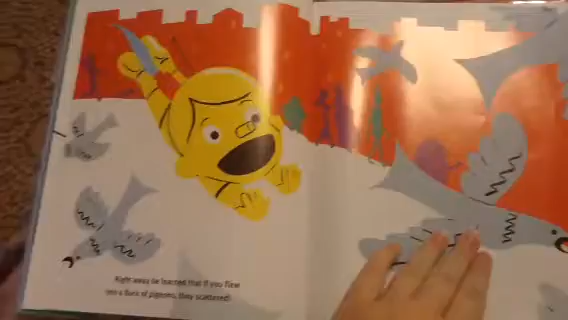 Right away he learned that if you flew
into a flock of pigeons, they scattered!